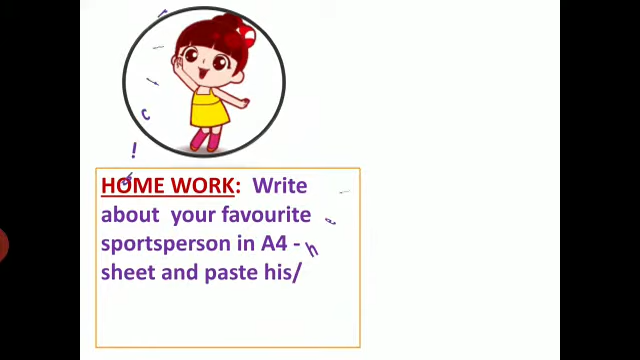 HOME WORK: Write
about your favourite
sportsperson in A4 -
sheet and paste his/